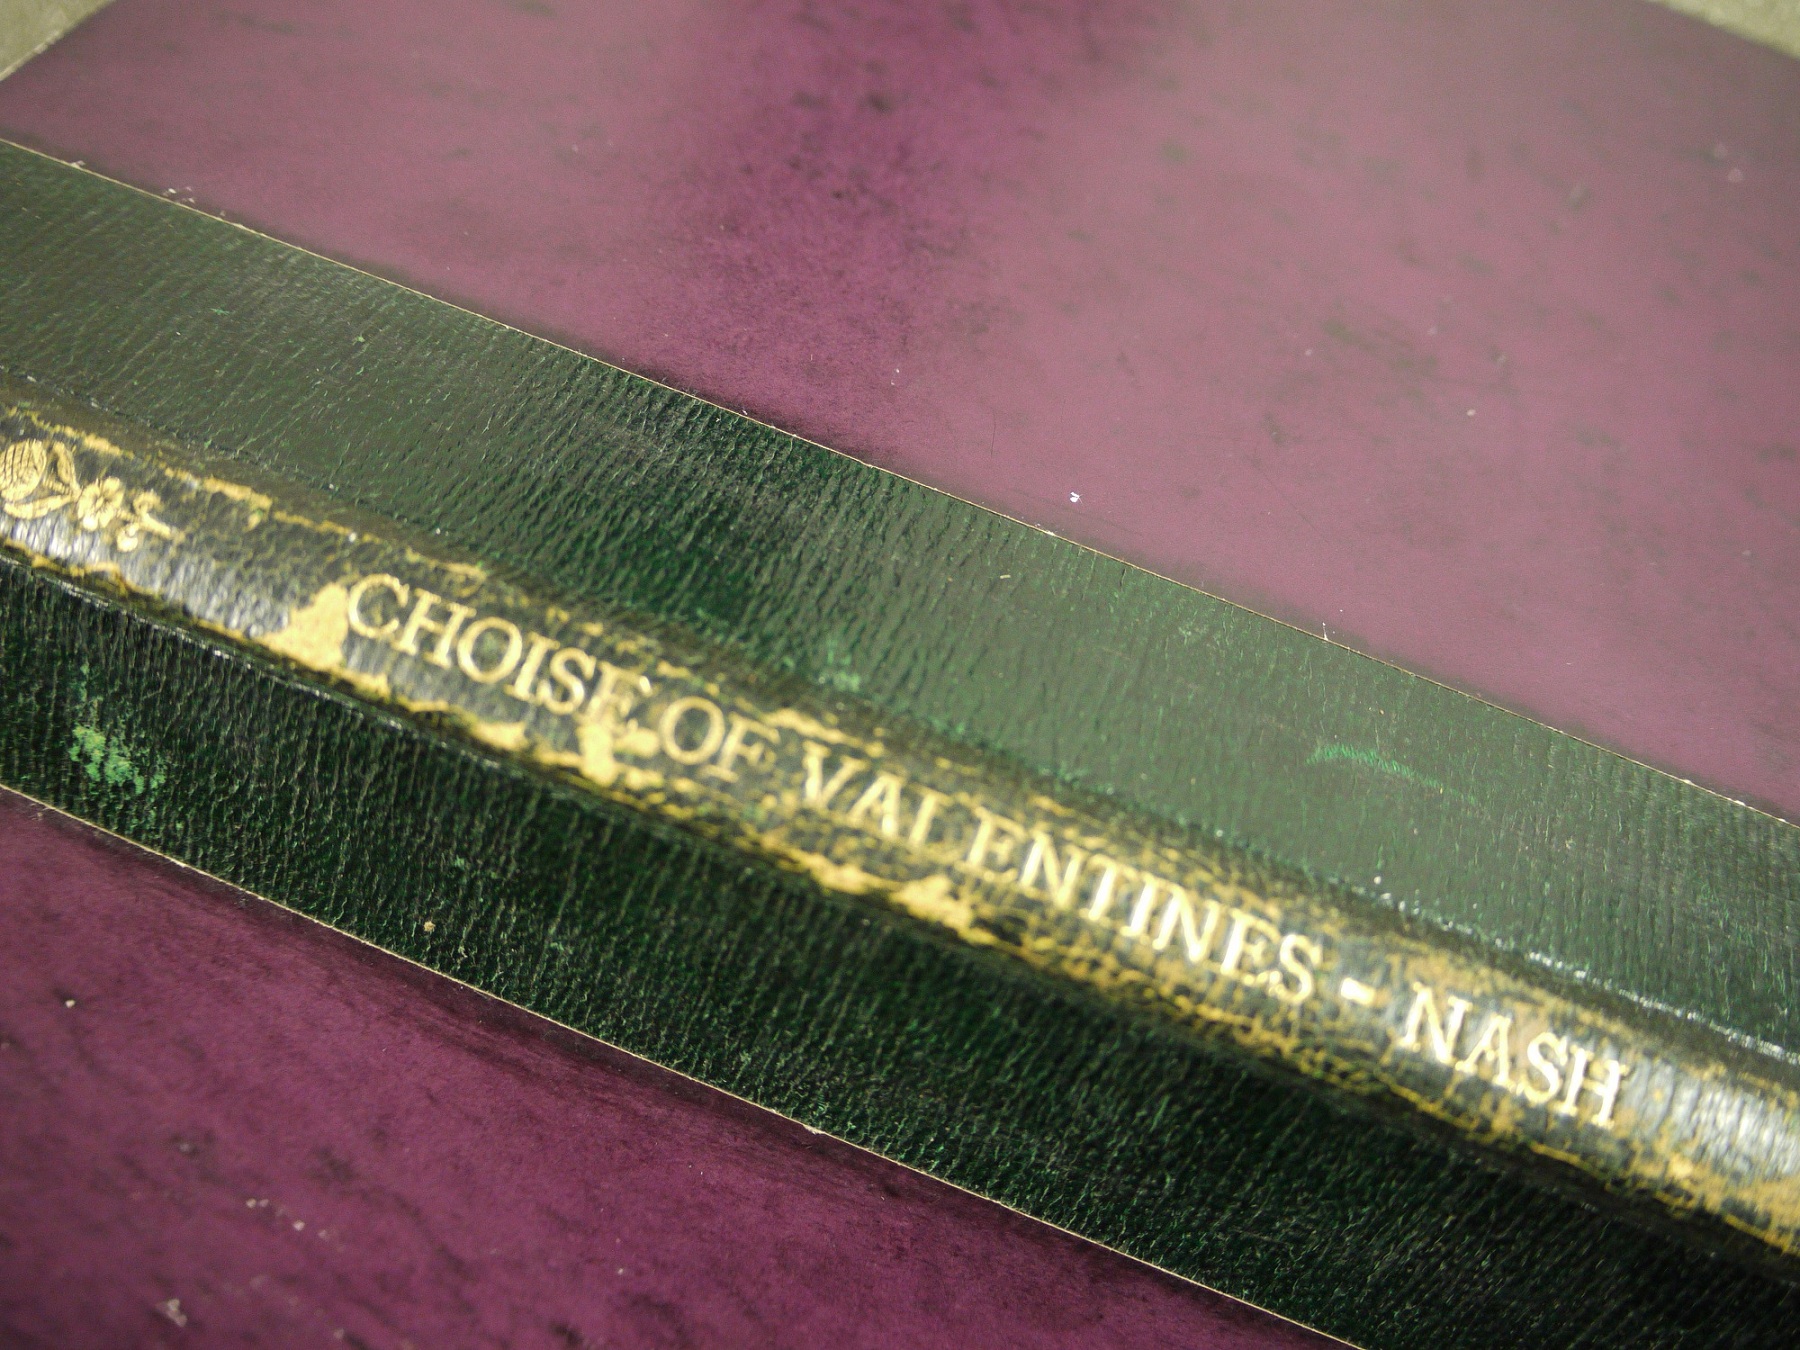 CHOISE OF VALENTINES - NASH